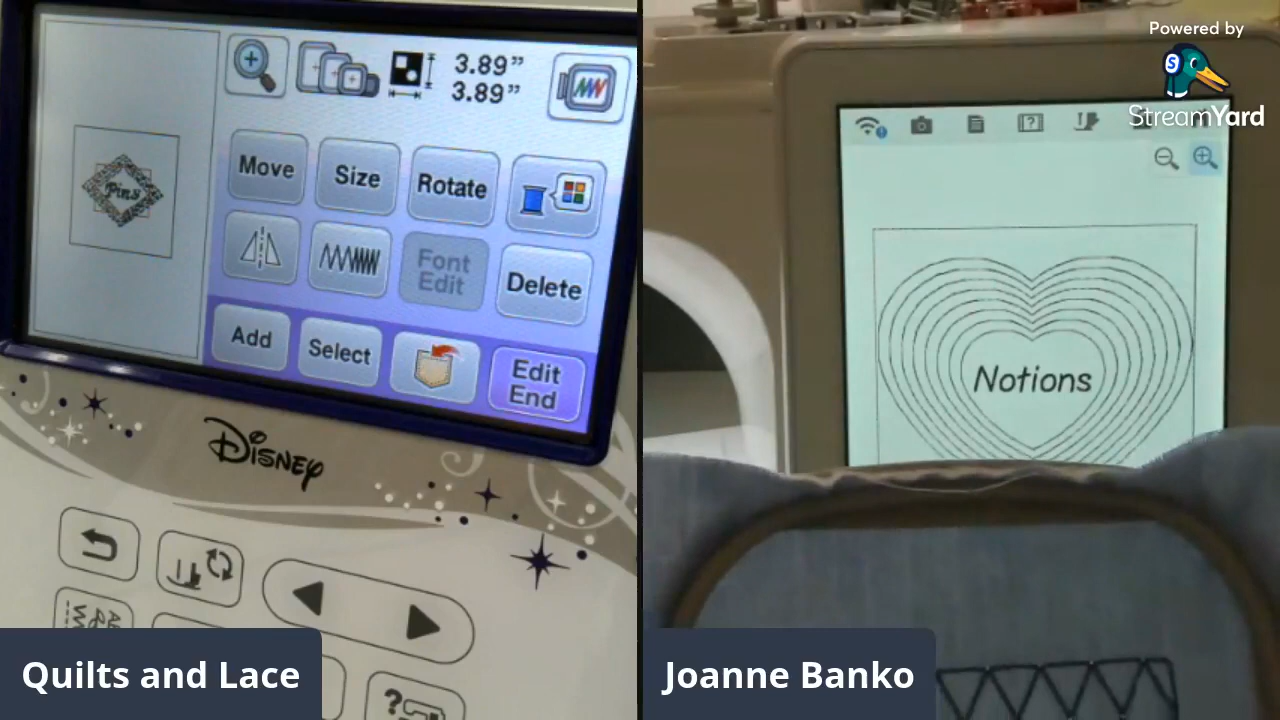 3.89”
3.89”
Move
Size
Rotate
Font
Edit
Delete
Add
Select
Edit
End
Pins
Disney
Powered by
StreamYard
Notions
Quilts and Lace
Joanne Banko